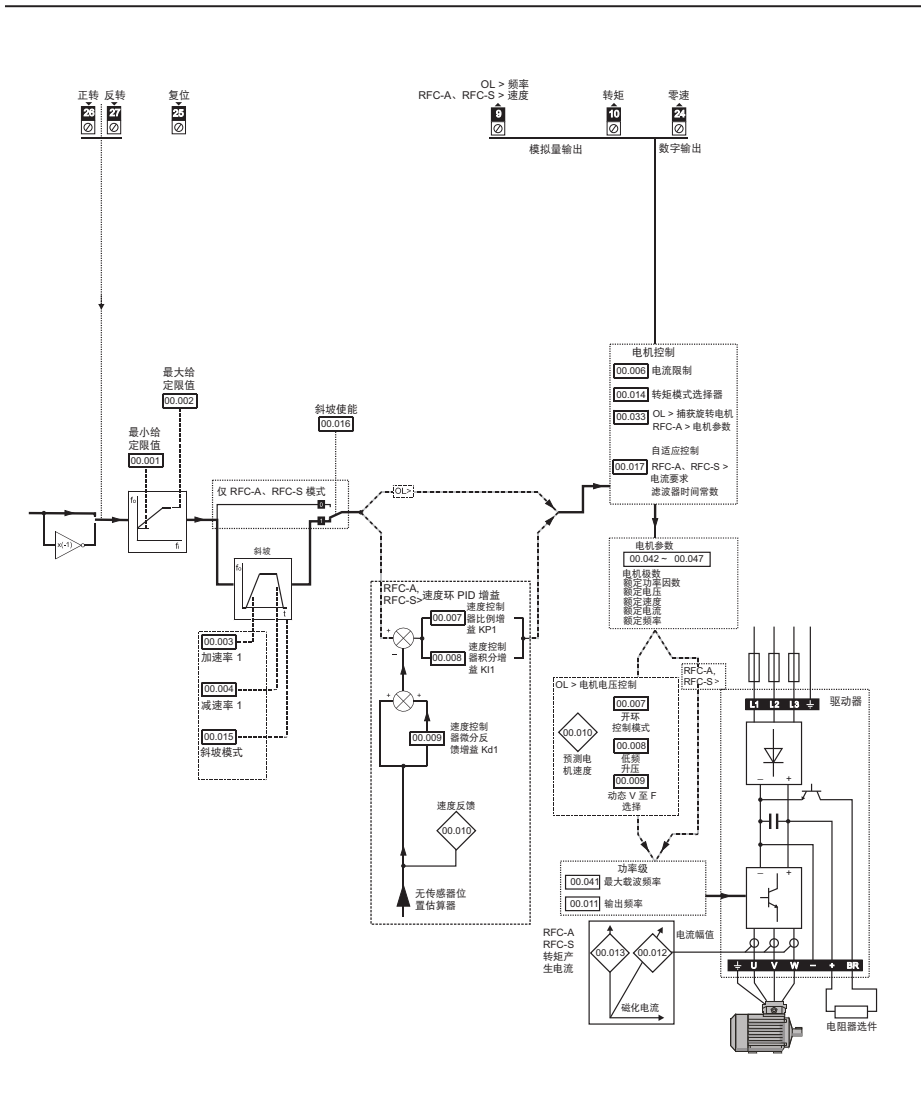 正转 反转
26 27
复位
25
OL > 频率
RFC-A、RFC-S > 速度
9
转矩
10
零速
24
模拟量输出
数字输出
最大给
定限值
00.002
最小给
定限值
00.001
f₀
fᵢ
x(-1)
斜坡使能
00.016
仅 RFC-A、RFC-S 模式
0
1
斜坡
f₀
t
00.003
加速率 1
00.004
减速率 1
00.015
斜坡模式
OL>
RFC-A,
RFC-S>
速度环 PID 增益
00.007
速度控制
器比例增
益 KP1
00.008
速度控制
器积分增
益 KI1
+
−
+ +
00.009
速度控制
器微分反
馈增益 Kd1
速度反馈
00.010
无传感器位
置估算器
电机控制
00.006 电流限制
00.014 转矩模式选择器
00.033
OL > 捕获旋转电机
RFC-A > 电机参数
自适应控制
00.017
RFC-A、RFC-S >
电流要求
滤波器时间常数
电机参数
00.042 ~ 00.047
电机极数
额定功率因数
额定电压
额定速度
额定电流
额定频率
RFC-A,
RFC-S >
OL > 电机电压控制
00.010
预测电
机速度
00.007
开环
控制模式
00.008
低频
升压
00.009
动态 V 至 F
选择
功率级
00.041 最大载波频率
00.011 输出频率
RFC-A
RFC-S
转矩产
生电流
00.013
00.012
电流幅值
磁化电流
L1 L2 L3
驱动器
− +
− +
U V W − + BR
电阻器选件